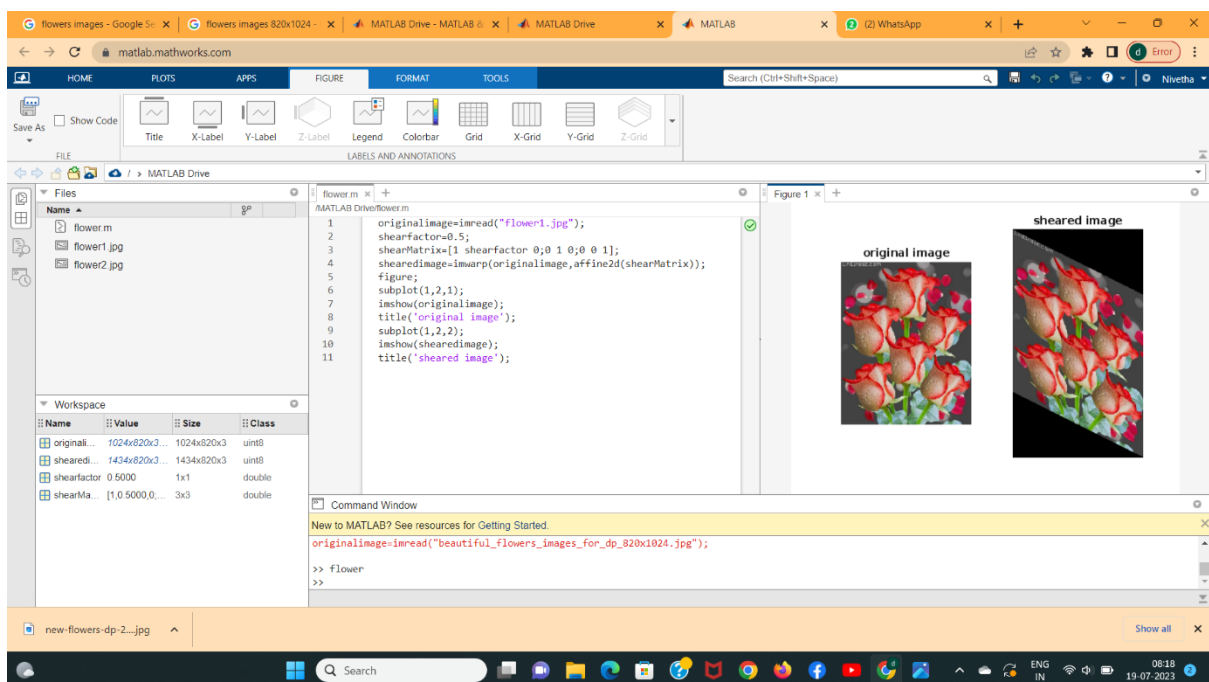 flowers images - Google Se
flowers images 820x1024 -
MATLAB Drive - MATLAB &
MATLAB Drive
MATLAB
(2) WhatsApp
matlab.mathworks.com
d Error
HOME PLOTS APPS FIGURE FORMAT TOOLS
Search (Ctrl+Shift+Space)
Nivetha
Save As
Show Code
Title X-Label Y-Label Z-Label Legend Colorbar Grid X-Grid Y-Grid Z-Grid
FILE LABELS AND ANNOTATIONS
/ > MATLAB Drive
Files
Name
flower.m
flower1.jpg
flower2.jpg
Workspace
Name Value Size Class
originali... 1024x820x3... 1024x820x3 uint8
shearedi... 1434x820x3... 1434x820x3 uint8
shearfactor 0.5000 1x1 double
shearMa... [1,0.5000,0;... 3x3 double
flower.m
/MATLAB Drive/flower.m
1 originalimage=imread("flower1.jpg");
2 shearfactor=0.5;
3 shearMatrix=[1 shearfactor 0;0 1 0;0 0 1];
4 shearedimage=imwarp(originalimage,affine2d(shearMatrix));
5 figure;
6 subplot(1,2,1);
7 imshow(originalimage);
8 title('original image');
9 subplot(1,2,2);
10 imshow(shearedimage);
11 title('sheared image');
Figure 1
original image
sheared image
Command Window
New to MATLAB? See resources for Getting Started.
originalimage=imread("beautiful_flowers_images_for_dp_820x1024.jpg");
>> flower
>>
new-flowers-dp-2....jpg
Show all
Search
ENG
IN
08:18
19-07-2023
2